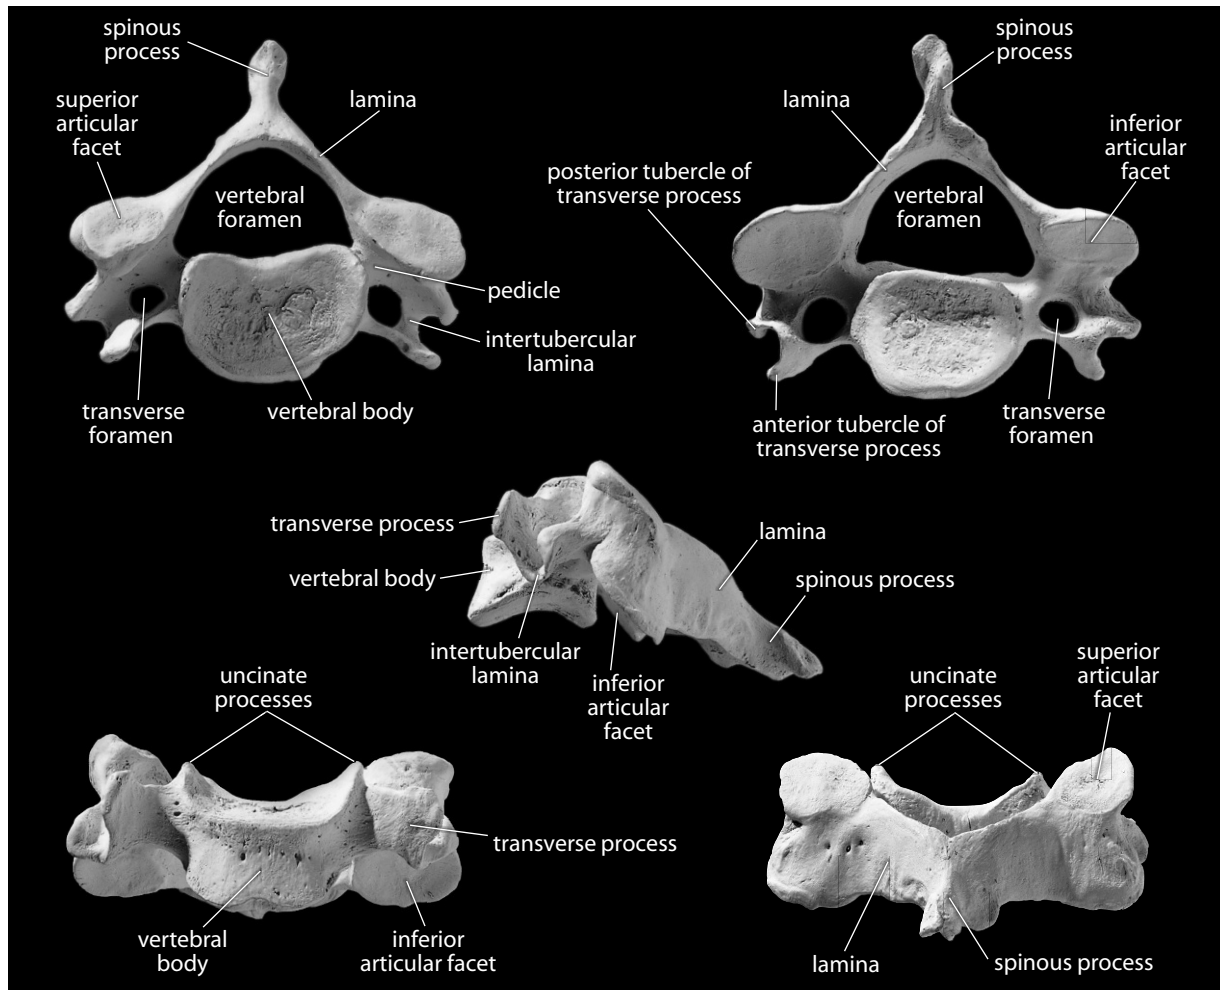 spinous
process
superior
articular
facet
lamina
vertebral
foramen
pedicle
intertubercular
lamina
transverse
foramen
vertebral body
spinous
process
lamina
inferior
articular
facet
posterior tubercle of
transverse process
vertebral
foramen
anterior tubercle of
transverse process
transverse
foramen
transverse process
vertebral body
lamina
spinous process
intertubercular
lamina
inferior
articular
facet
uncinate
processes
transverse process
vertebral
body
inferior
articular facet
uncinate
processes
superior
articular
facet
lamina
spinous process